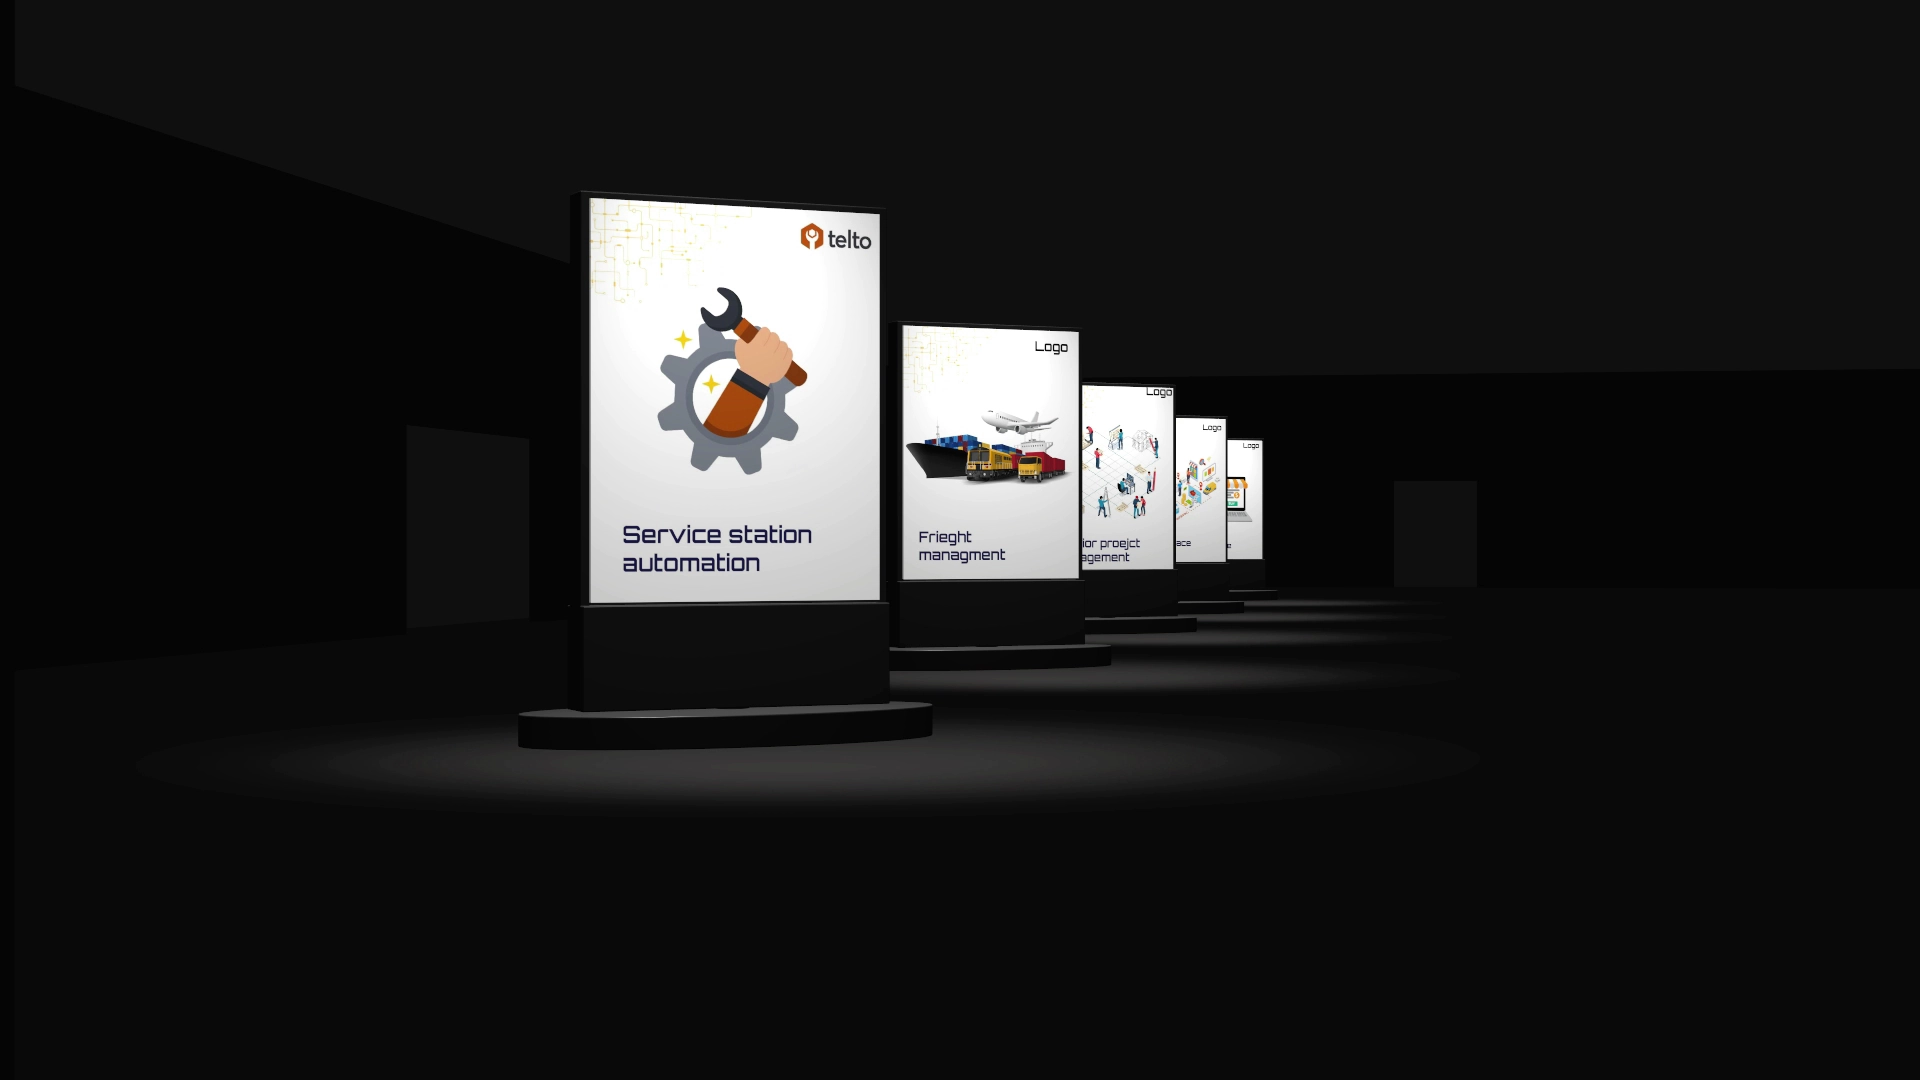 telto
Service station
automation
Logo
Frieght
managment
Logo
ior proejct
agement
Logo
ace
Logo
e